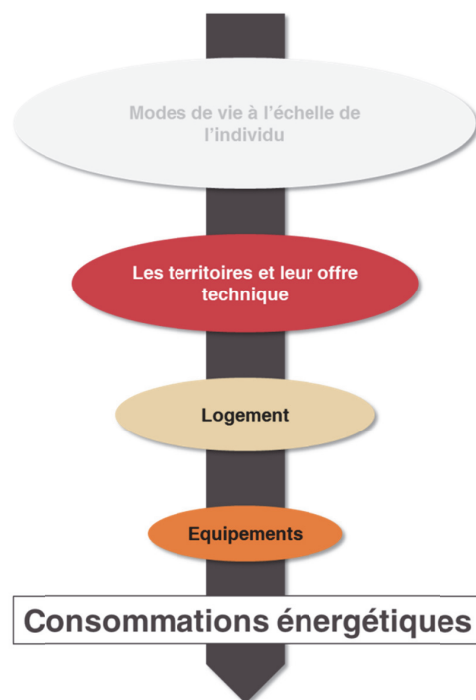 Modes de vie à l'échelle de
l'individu
Les territoires et leur offre
technique
Logement
Equipements
Consommations énergétiques